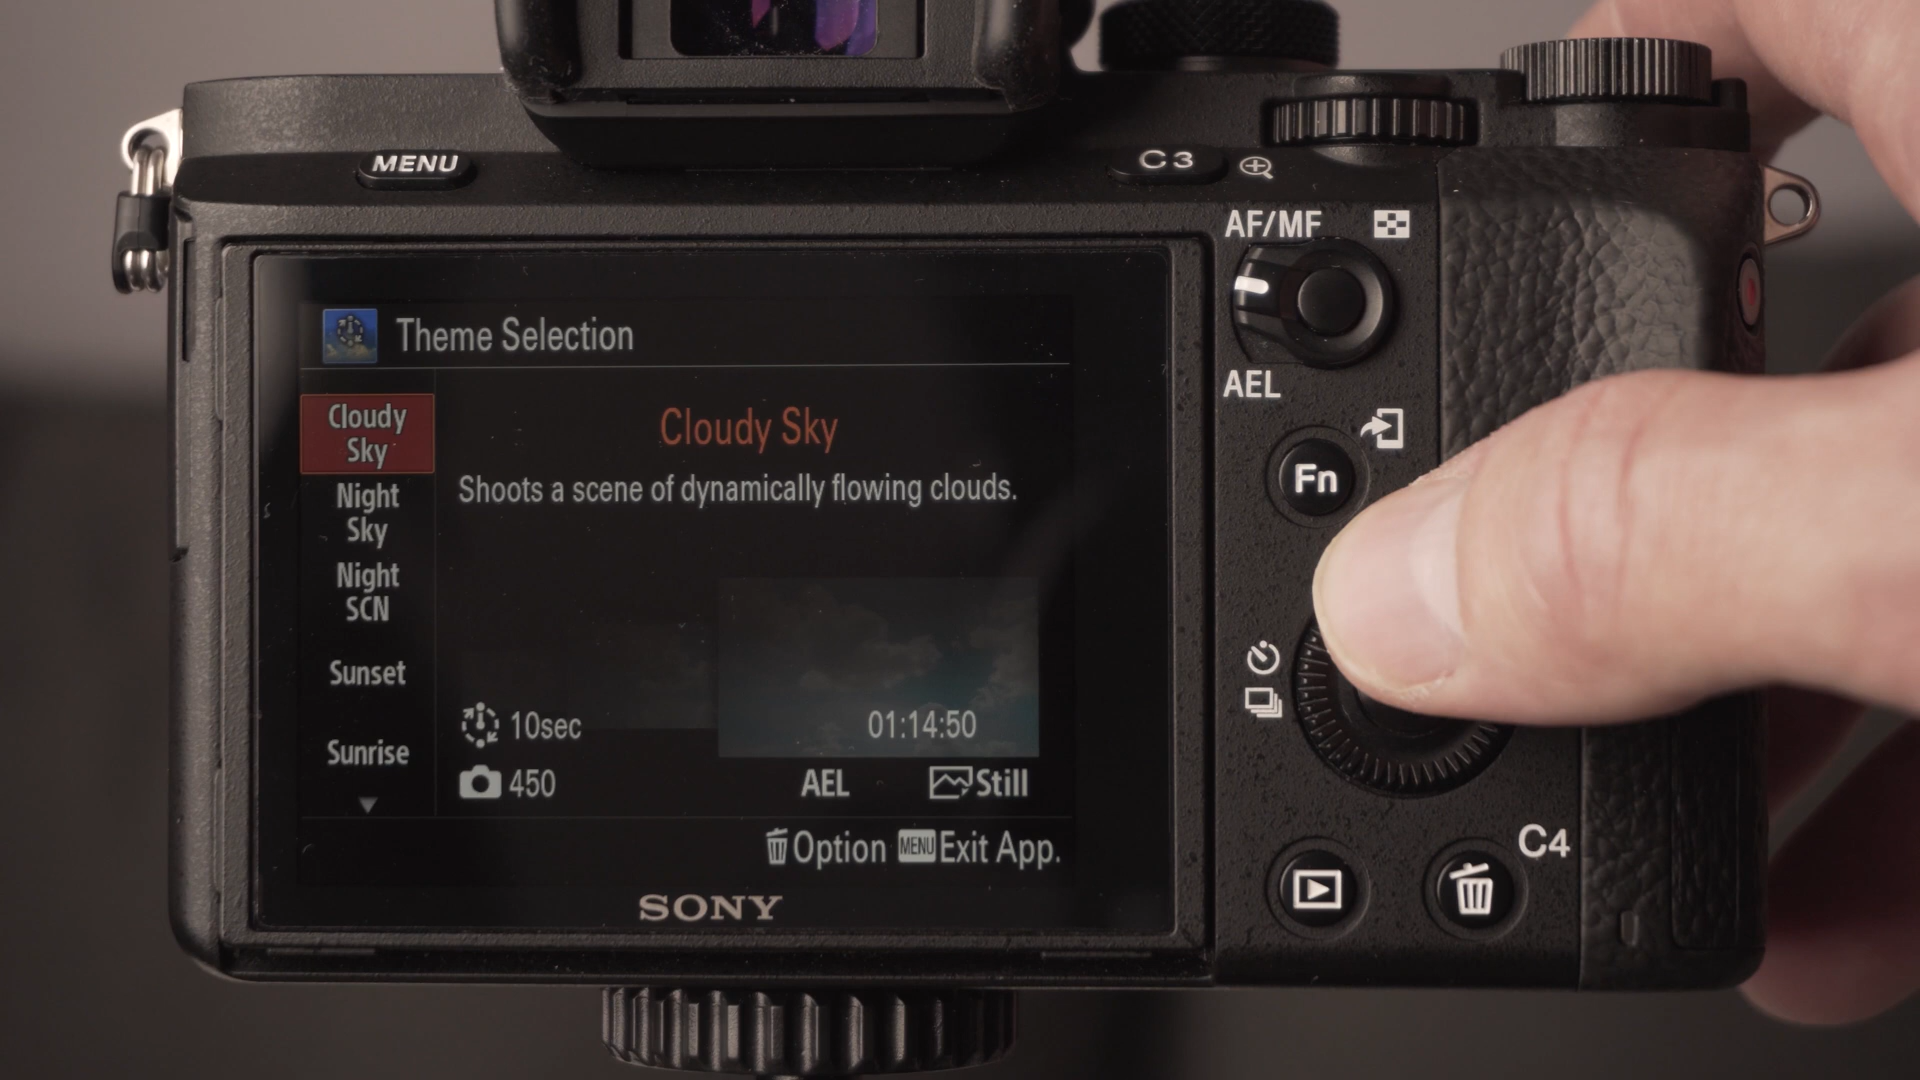 MENU
C3
AF/MF
AEL
Fn
C4
Theme Selection
Cloudy
Sky
Night
Sky
Night
SCN
Sunset
Sunrise
Cloudy Sky
Shoots a scene of dynamically flowing clouds.
10sec
01:14:50
450
AEL
Still
Option MENU Exit App.
SONY